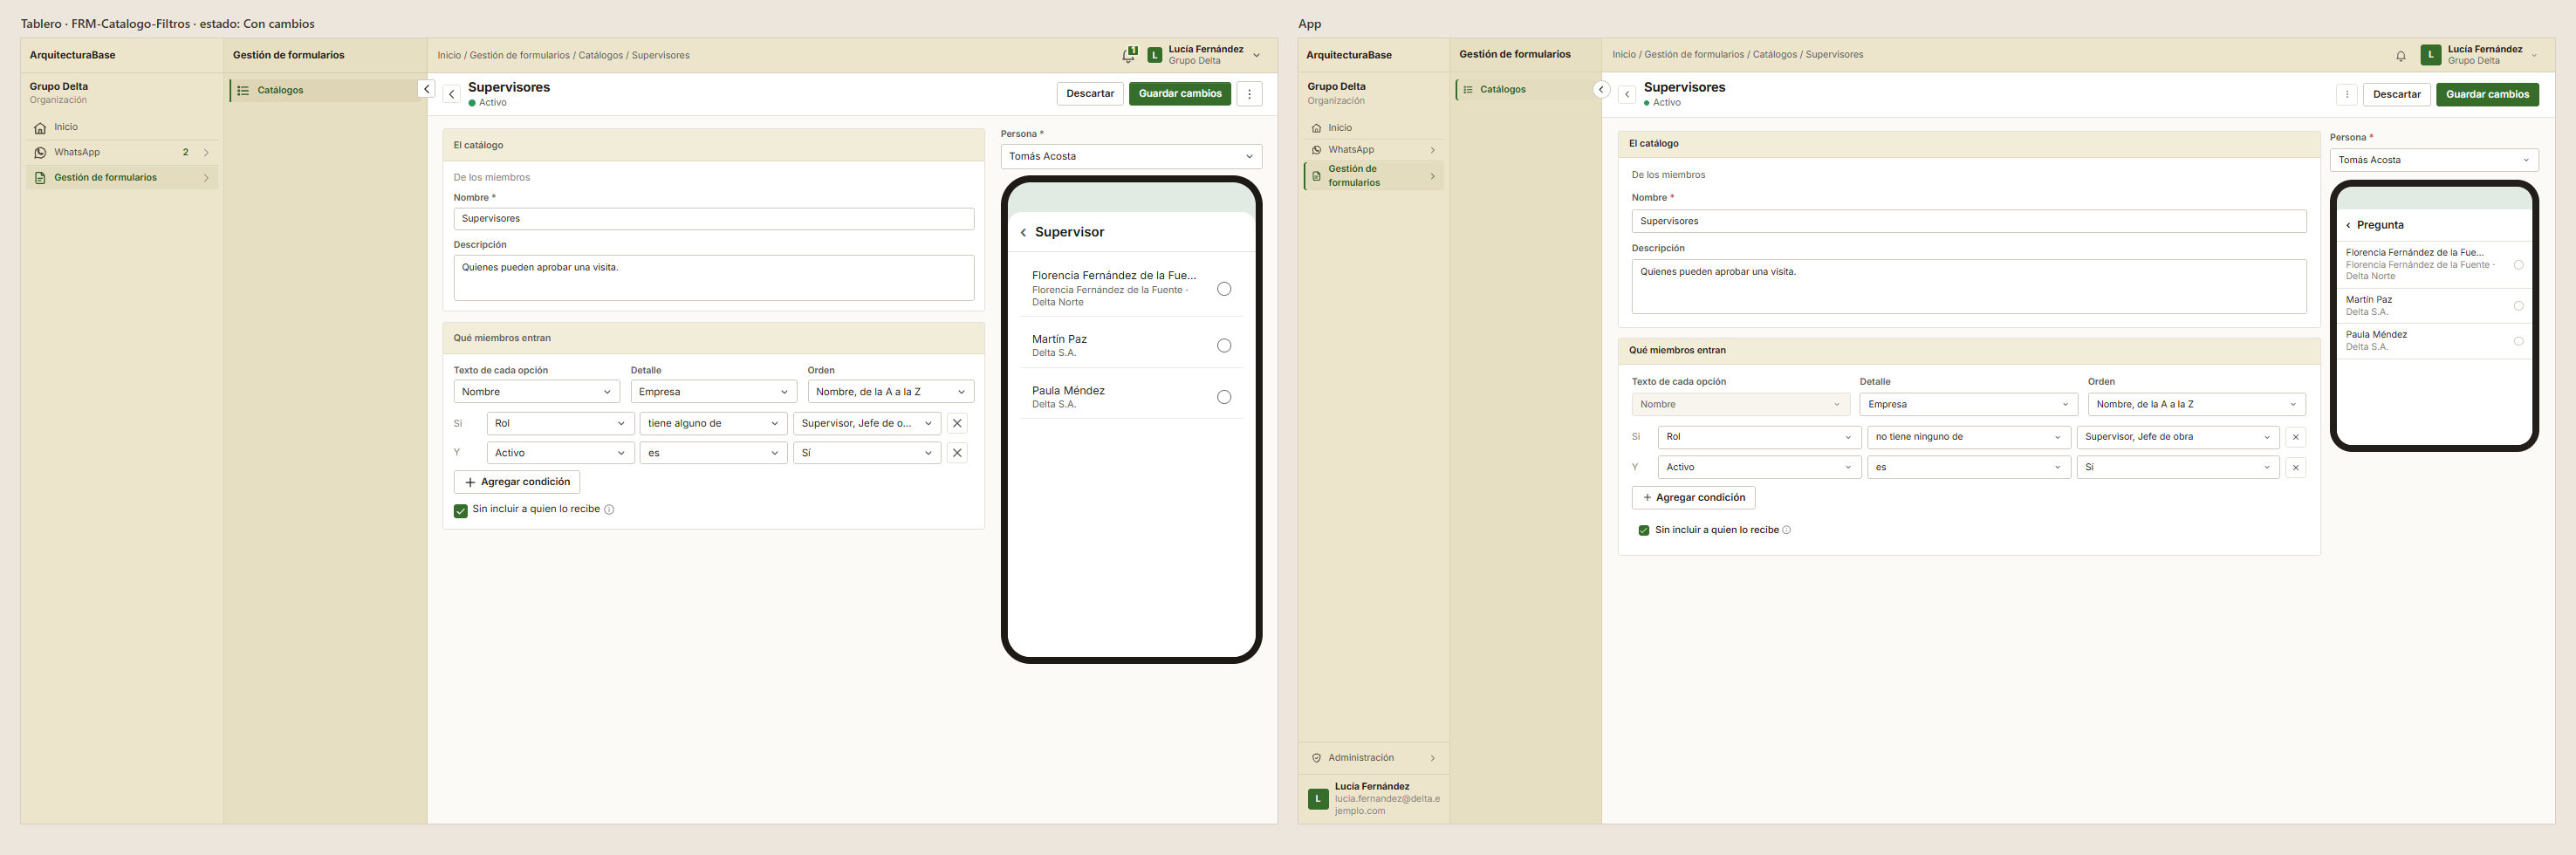 Tablero · FRM-Catalogo-Filtros · estado: Con cambios
ArquitecturaBase
Gestión de formularios
Inicio / Gestión de formularios / Catálogos / Supervisores
1
L
Lucía Fernández
Grupo Delta
Grupo Delta
Organización
Inicio
WhatsApp 2
Gestión de formularios
Catálogos
Supervisores
Activo
Descartar
Guardar cambios
El catálogo
De los miembros
Nombre *
Supervisores
Descripción
Quienes pueden aprobar una visita.
Qué miembros entran
Texto de cada opción Detalle Orden
Nombre Empresa Nombre, de la A a la Z
Si Rol tiene alguno de Supervisor, Jefe de o...
Y Activo es Sí
Agregar condición
Sin incluir a quien lo recibe
Persona *
Tomás Acosta
Supervisor
Florencia Fernández de la Fue...
Florencia Fernández de la Fuente ·
Delta Norte
Martín Paz
Delta S.A.
Paula Méndez
Delta S.A.
App
ArquitecturaBase
Gestión de formularios
Inicio / Gestión de formularios / Catálogos / Supervisores
L
Lucía Fernández
Grupo Delta
Grupo Delta
Organización
Inicio
WhatsApp
Gestión de
formularios
Catálogos
Administración
L
Lucía Fernández
lucia.fernandez@delta.e
jemplo.com
Supervisores
Activo
Descartar
Guardar cambios
El catálogo
De los miembros
Nombre *
Supervisores
Descripción
Quienes pueden aprobar una visita.
Qué miembros entran
Texto de cada opción Detalle Orden
Nombre Empresa Nombre, de la A a la Z
Si Rol no tiene ninguno de Supervisor, Jefe de obra
Y Activo es Sí
Agregar condición
Sin incluir a quien lo recibe
Persona *
Tomás Acosta
Pregunta
Florencia Fernández de la Fue...
Florencia Fernández de la Fuente ·
Delta Norte
Martín Paz
Delta S.A.
Paula Méndez
Delta S.A.